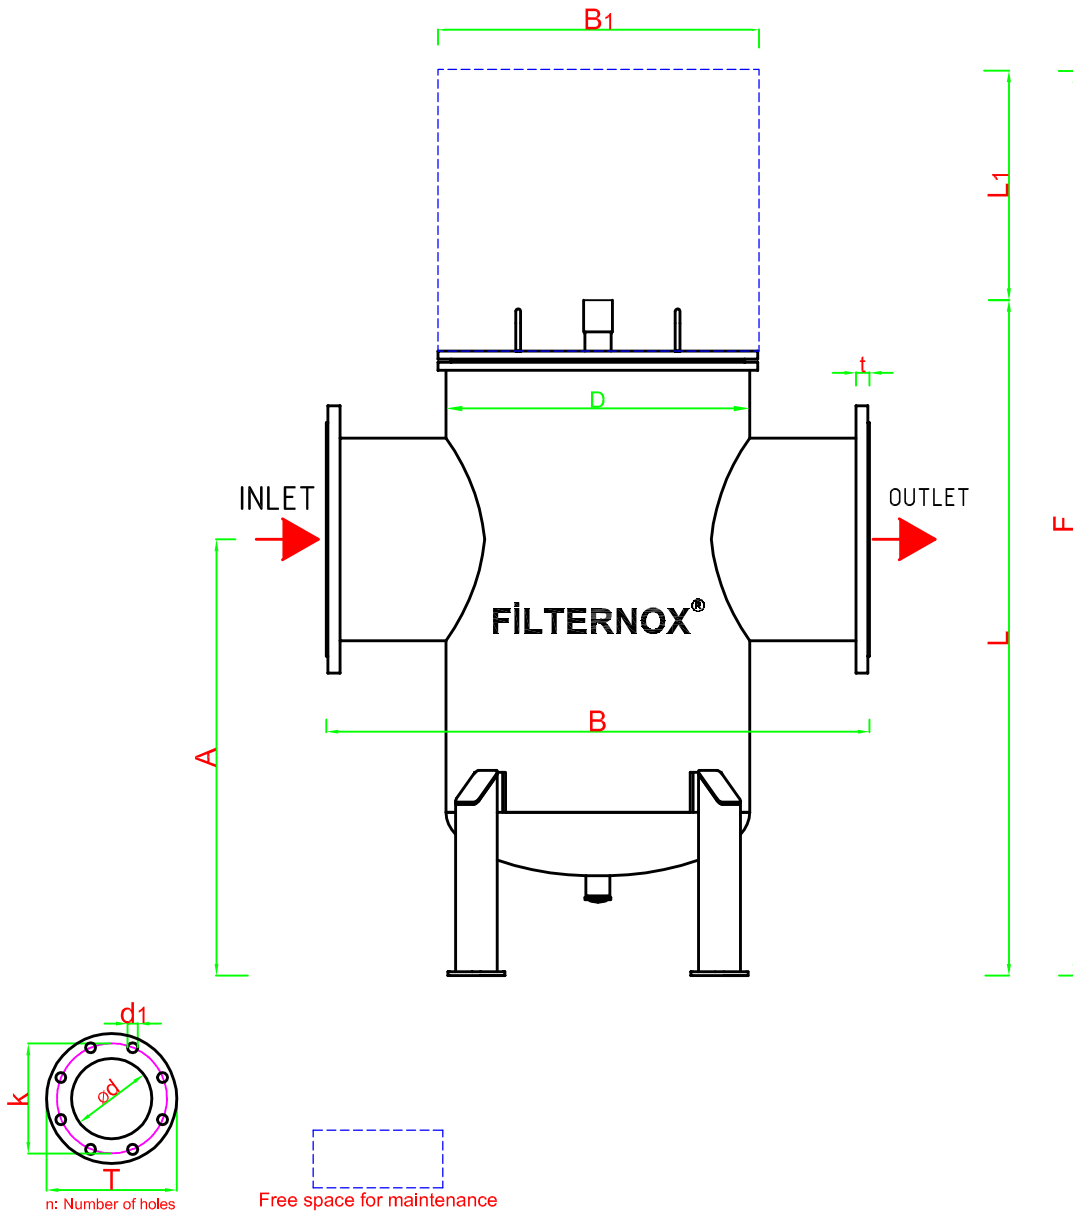 B1
L1
t
D
INLET
OUTLET
F
FİLTERNOX®
L
B
A
d1
k
ød
T
n: Number of holes
Free space for maintenance